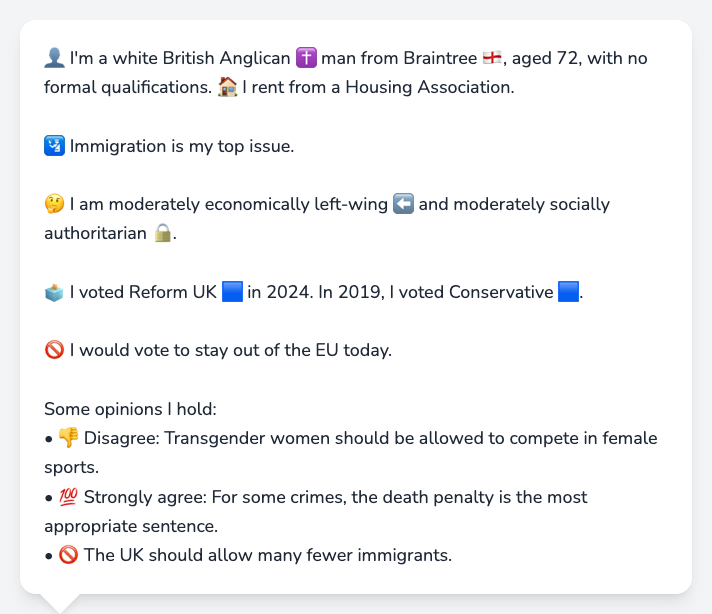 👤 I'm a white British Anglican ✝️ man from Braintree 🏴󠁧󠁢󠁥󠁮󠁧󠁿, aged 72, with no
formal qualifications. 🏠 I rent from a Housing Association.
🛂 Immigration is my top issue.
🤔 I am moderately economically left-wing ⬅️ and moderately socially
authoritarian 🔒.
🗳️ I voted Reform UK 🟦 in 2024. In 2019, I voted Conservative 🟦.
🚫 I would vote to stay out of the EU today.
Some opinions I hold:
• 👎 Disagree: Transgender women should be allowed to compete in female
sports.
• 💯 Strongly agree: For some crimes, the death penalty is the most
appropriate sentence.
• 🚫 The UK should allow many fewer immigrants.